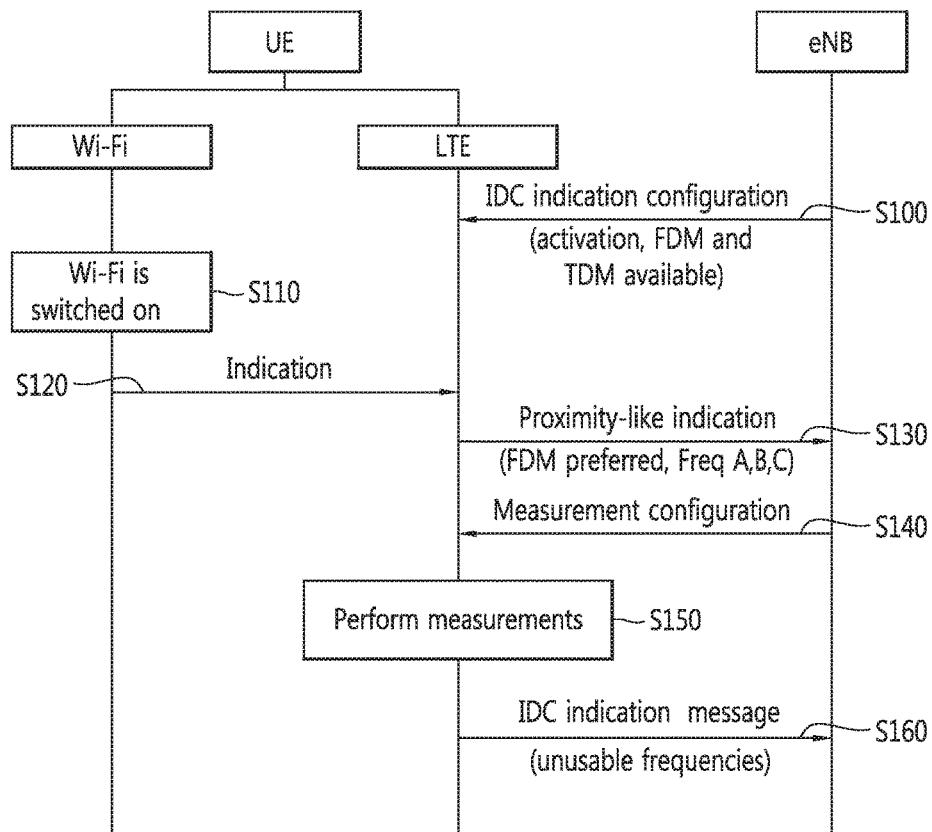 UE
eNB
Wi-Fi
LTE
IDC indication configuration
S100
(activation, FDM and
TDM available)
Wi-Fi is
switched on
S110
S120
Indication
Proximity-like indication
S130
(FDM preferred, Freq A,B,C)
Measurement configuration
S140
Perform measurements
S150
IDC indication message
S160
(unusable frequencies)